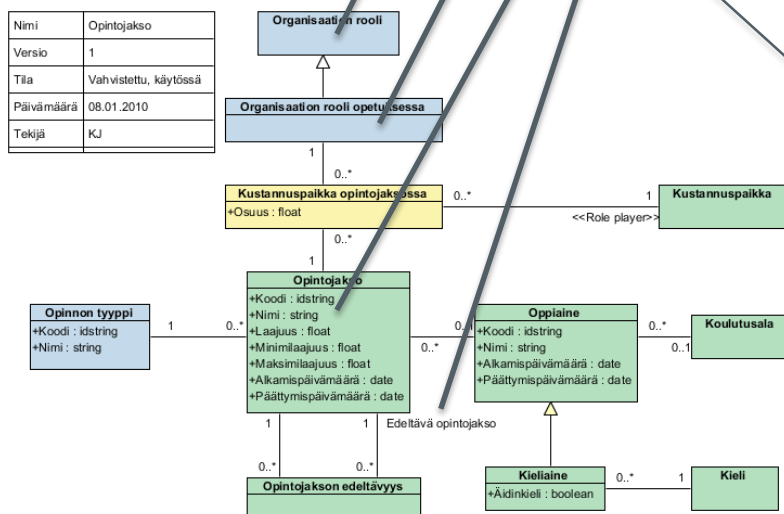 Nimi Opintojakso
Versio 1
Tila Vahvistettu, käytössä
Päivämäärä 08.01.2010
Tekijä KJ
Organisaation rooli
Organisaation rooli opetuksessa
1
0..*
Kustannuspaikka opintojaksossa
+Osuus : float
0..*
1
<<Role player>>
Kustannuspaikka
0..*
1
Opintojakso
+Koodi : idstring
+Nimi : string
+Laajuus : float
+Minimilaajuus : float
+Maksimilaajuus : float
+Alkamispäivämäärä : date
+Päättymispäivämäärä : date
Opinnon tyyppi
+Koodi : idstring
+Nimi : string
1
0..*
0..*
Oppiaine
+Koodi : idstring
+Nimi : string
+Alkamispäivämäärä : date
+Päättymispäivämäärä : date
0..*
0..1
Koulutusala
1
1
Edeltävä opintojakso
0..*
0..*
Opintojakson edeltävyys
Kieliaine
+Äidinkieli : boolean
0..*
1
Kieli